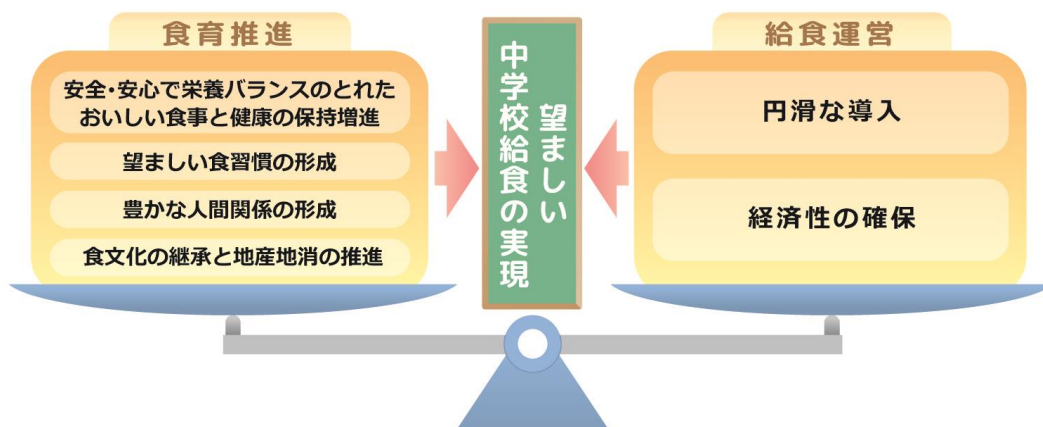 食育推進
安全・安心で栄養バランスのとれた
おいしい食事と健康の保持増進
望ましい食習慣の形成
豊かな人間関係の形成
食文化の継承と地産地消の推進
望ましい
中学校給食の実現
給食運営
円滑な導入
経済性の確保